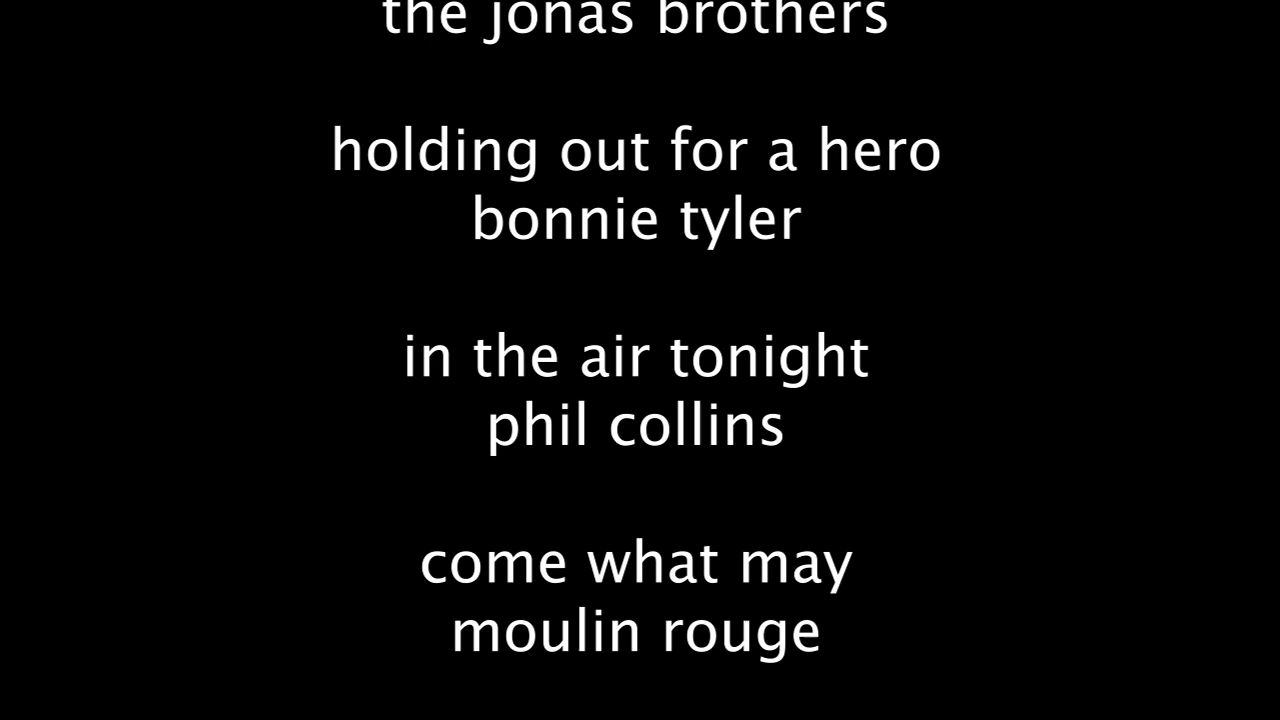 the jonas brothers
holding out for a hero
bonnie tyler
in the air tonight
phil collins
come what may
moulin rouge